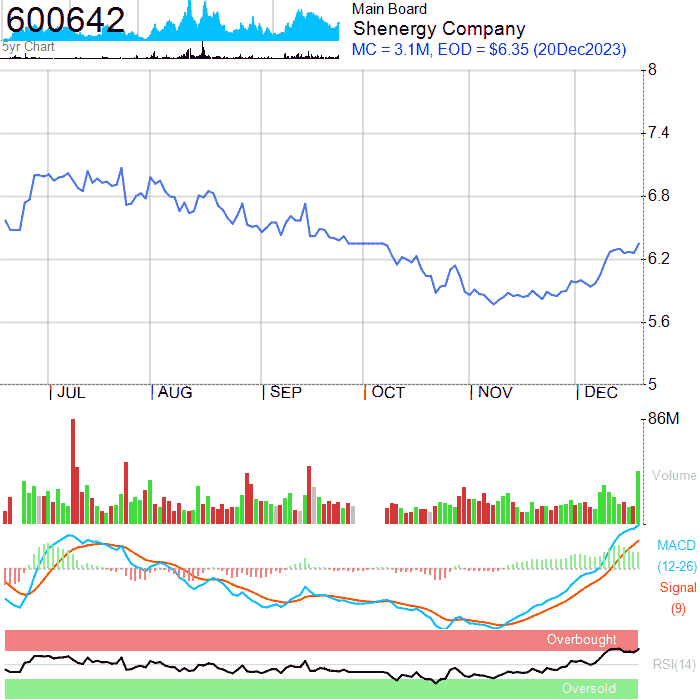 600642
5yr Chart
Main Board
Shenergy Company
MC = 3.1M, EOD = $6.35 (20Dec2023)
8
7.4
6.8
6.2
5.6
5
JUL AUG SEP OCT NOV DEC
86M
Volume
MACD
(12-26)
Signal
(9)
Overbought
RSI(14)
Oversold